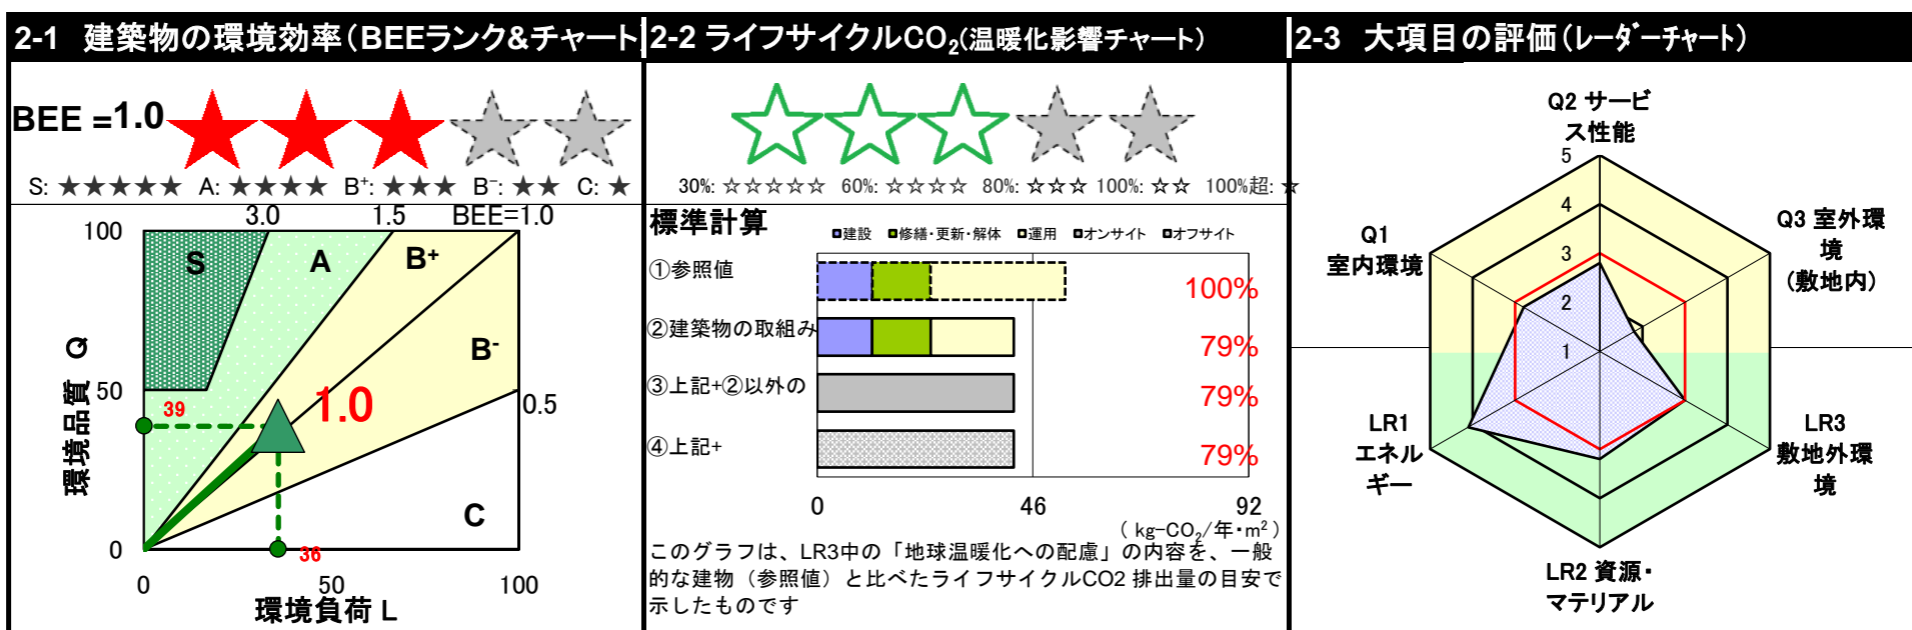 2-1 建築物の環境効率(BEEランク&チャート
BEE =1.0
S: ★★★★★ A: ★★★★ B⁺: ★★★ B⁻: ★★ C: ★
3.0 1.5 BEE=1.0
100
S A B⁺
B⁻
環境品質 Q
50
39
1.0
0.5
C
0
36
0 50 100
環境負荷 L
2-2 ライフサイクルCO₂(温暖化影響チャート)
30%: ☆☆☆☆☆ 60%: ☆☆☆☆ 80%: ☆☆☆ 100%: ☆☆ 100%超: ☆
標準計算
建設 修繕・更新・解体 運用 オンサイト オフサイト
①参照値 100%
②建築物の取組み 79%
③上記+②以外の 79%
④上記+ 79%
0 46 92
( kg-CO₂/年・m² )
このグラフは、LR3中の「地球温暖化への配慮」の内容を、一般
的な建物(参照値)と比べたライフサイクルCO2 排出量の目安で
示したものです
2-3 大項目の評価(レーダーチャート)
Q2 サービ
ス性能
5
4
3
2
1
Q1
室内環境
Q3 室外環
境
(敷地内)
LR1
エネル
ギー
LR3
敷地外環
境
LR2 資源・
マテリアル